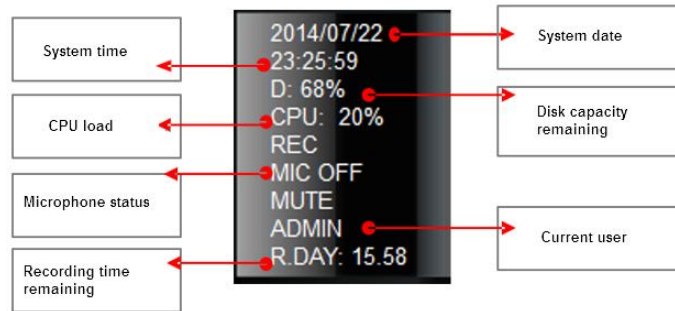 System time
CPU load
Microphone status
Recording time
remaining
2014/07/22
23:25:59
D: 68%
CPU: 20%
REC
MIC OFF
MUTE
ADMIN
R.DAY: 15.58
System date
Disk capacity
remaining
Current user